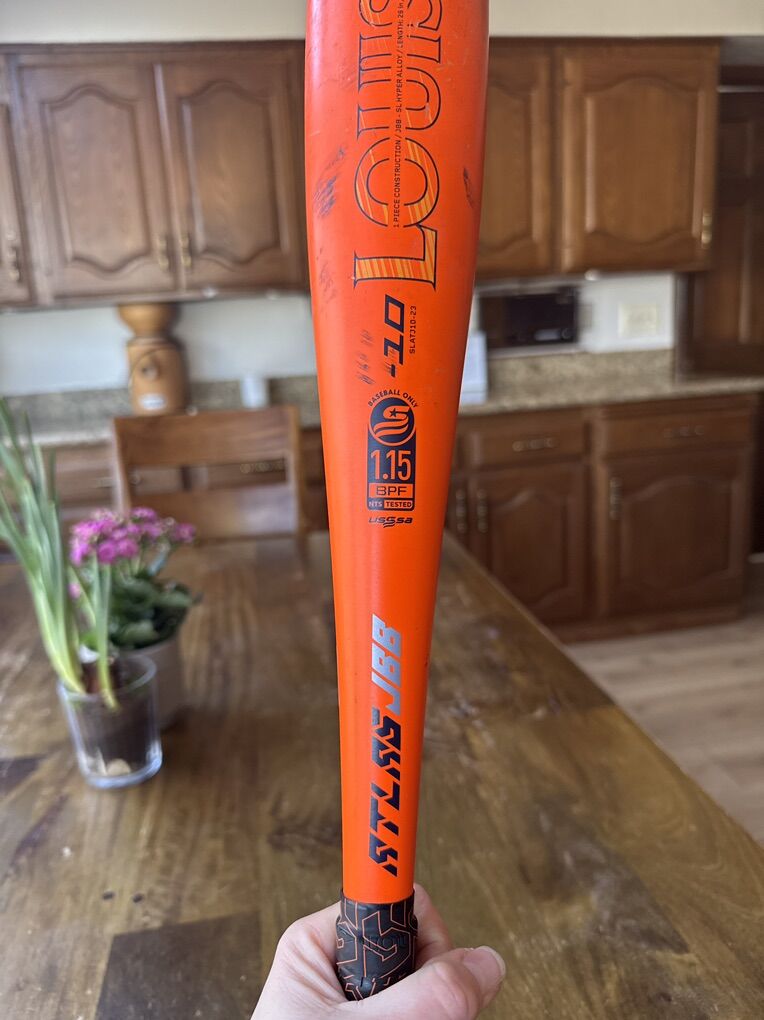 LOUIS
1 PIECE CONSTRUCTION / JBB - SL HYPER ALLOY / LENGTH: 26 in
-10
SLATJ10-23
BASEBALL ONLY
1.15
BPF
NTS TESTED
USSSA
ATLAS JBB